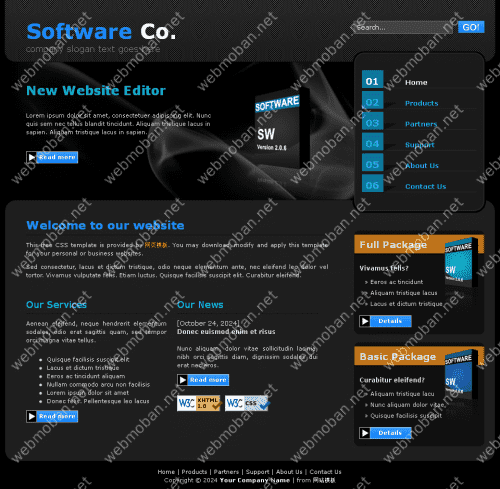 Software Co.
company slogan text goes here
Search...
GO!
01 Home
02 Products
03 Partners
04 Support
05 About Us
06 Contact Us
New Website Editor
Lorem ipsum dolor sit amet, consectetuer adipiscing elit. Nunc
quis sem nec tellus blandit tincidunt. Aliquam tristique lacus in
sapien. Aliquam tristique lacus in sapien.
Read more
SOFTWARE
SW
Version 2.0.6
Welcome to our website
This free CSS template is provided by 网页模板. You may download, modify and apply this template
for your personal or business websites.
Sed consectetur, lacus et dictum tristique, odio neque elementum ante, nec eleifend leo dolor vel
tortor. Vivamus vulputate felis. Etiam luctus. Quisque facilisis suscipit elit. Curabitur eleifend.
Our Services
Aenean eleifend, neque hendrerit elementum
sodales, odio erat sagittis quam, sed tempor
orci magna vitae tellus.
Quisque facilisis suscipit elit
Lacus et dictum tristique
Eros ac tincidunt aliquam
Nullam commodo arcu non facilisis
Lorem ipsum dolor sit amet
Donec felis. Pellentesque leo lacus
Read more
Our News
[October 24, 2024]
Donec euismod enim et risus
Nunc aliquam, dolor vitae sollicitudin lacinia,
nibh orci sagittis diam, dignissim sodales dui
erat nec eros.
Read more
W3C XHTML 1.0
W3C CSS
Full Package
Vivamus felis?
Eros ac tincidunt
Aliquam tristique lacus
Lacus et dictum tristique
Details
SOFTWARE
SW
Basic Package
Curabitur eleifend?
Aliquam tristique lacu
Nunc aliquam dolor vitae
Quisque facilisis suscipit
Details
SOFTWARE
SW
Home | Products | Partners | Support | About Us | Contact Us
Copyright © 2024 Your Company Name | from 网站模板
webmoban.net